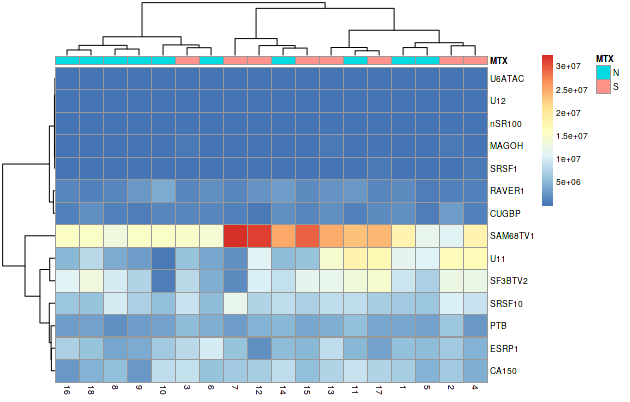 MTX
U6ATAC
U12
nSR100
MAGOH
SRSF1
RAVER1
CUGBP
SAM68TV1
U11
SF3BTV2
SRSF10
PTB
ESRP1
CA150
16 18 8 9 10 3 6 7 12 14 15 13 11 17 1 5 2 4
3e+07
2.5e+07
2e+07
1.5e+07
1e+07
5e+06
MTX
N
S